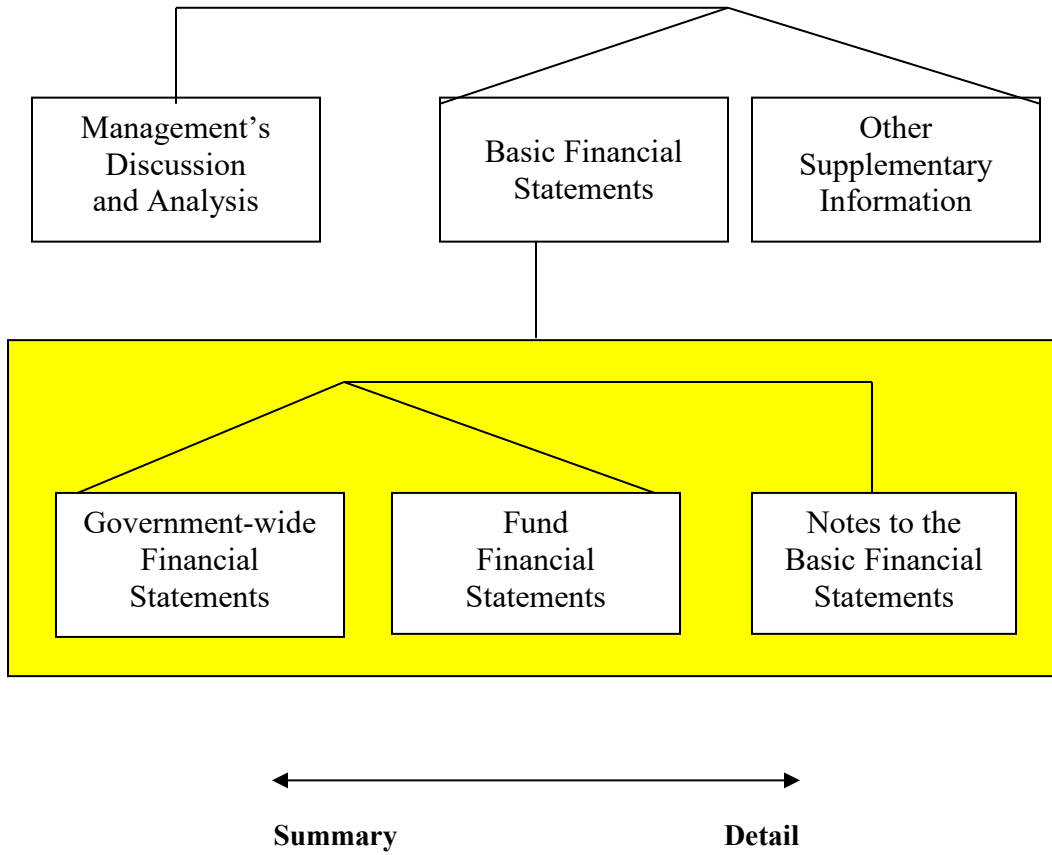 Management’s
Discussion
and Analysis
Basic Financial
Statements
Other
Supplementary
Information
Government-wide
Financial
Statements
Fund
Financial
Statements
Notes to the
Basic Financial
Statements
Summary
Detail